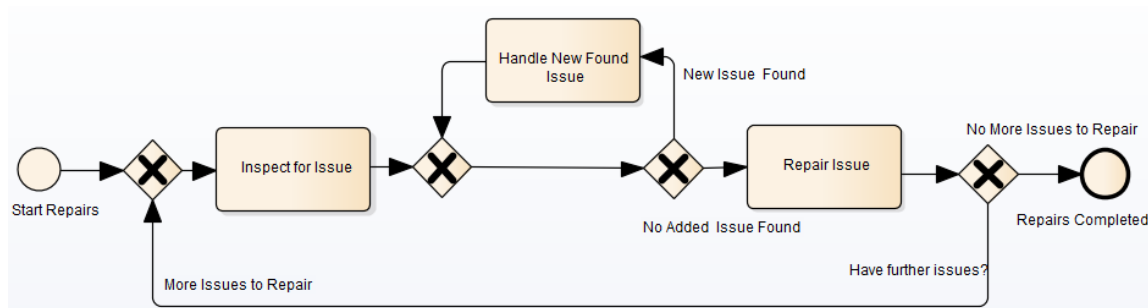 Handle New Found
Issue
New Issue Found
No More Issues to Repair
Inspect for Issue
Repair Issue
Start Repairs
No Added Issue Found
Repairs Completed
Have further issues?
More Issues to Repair